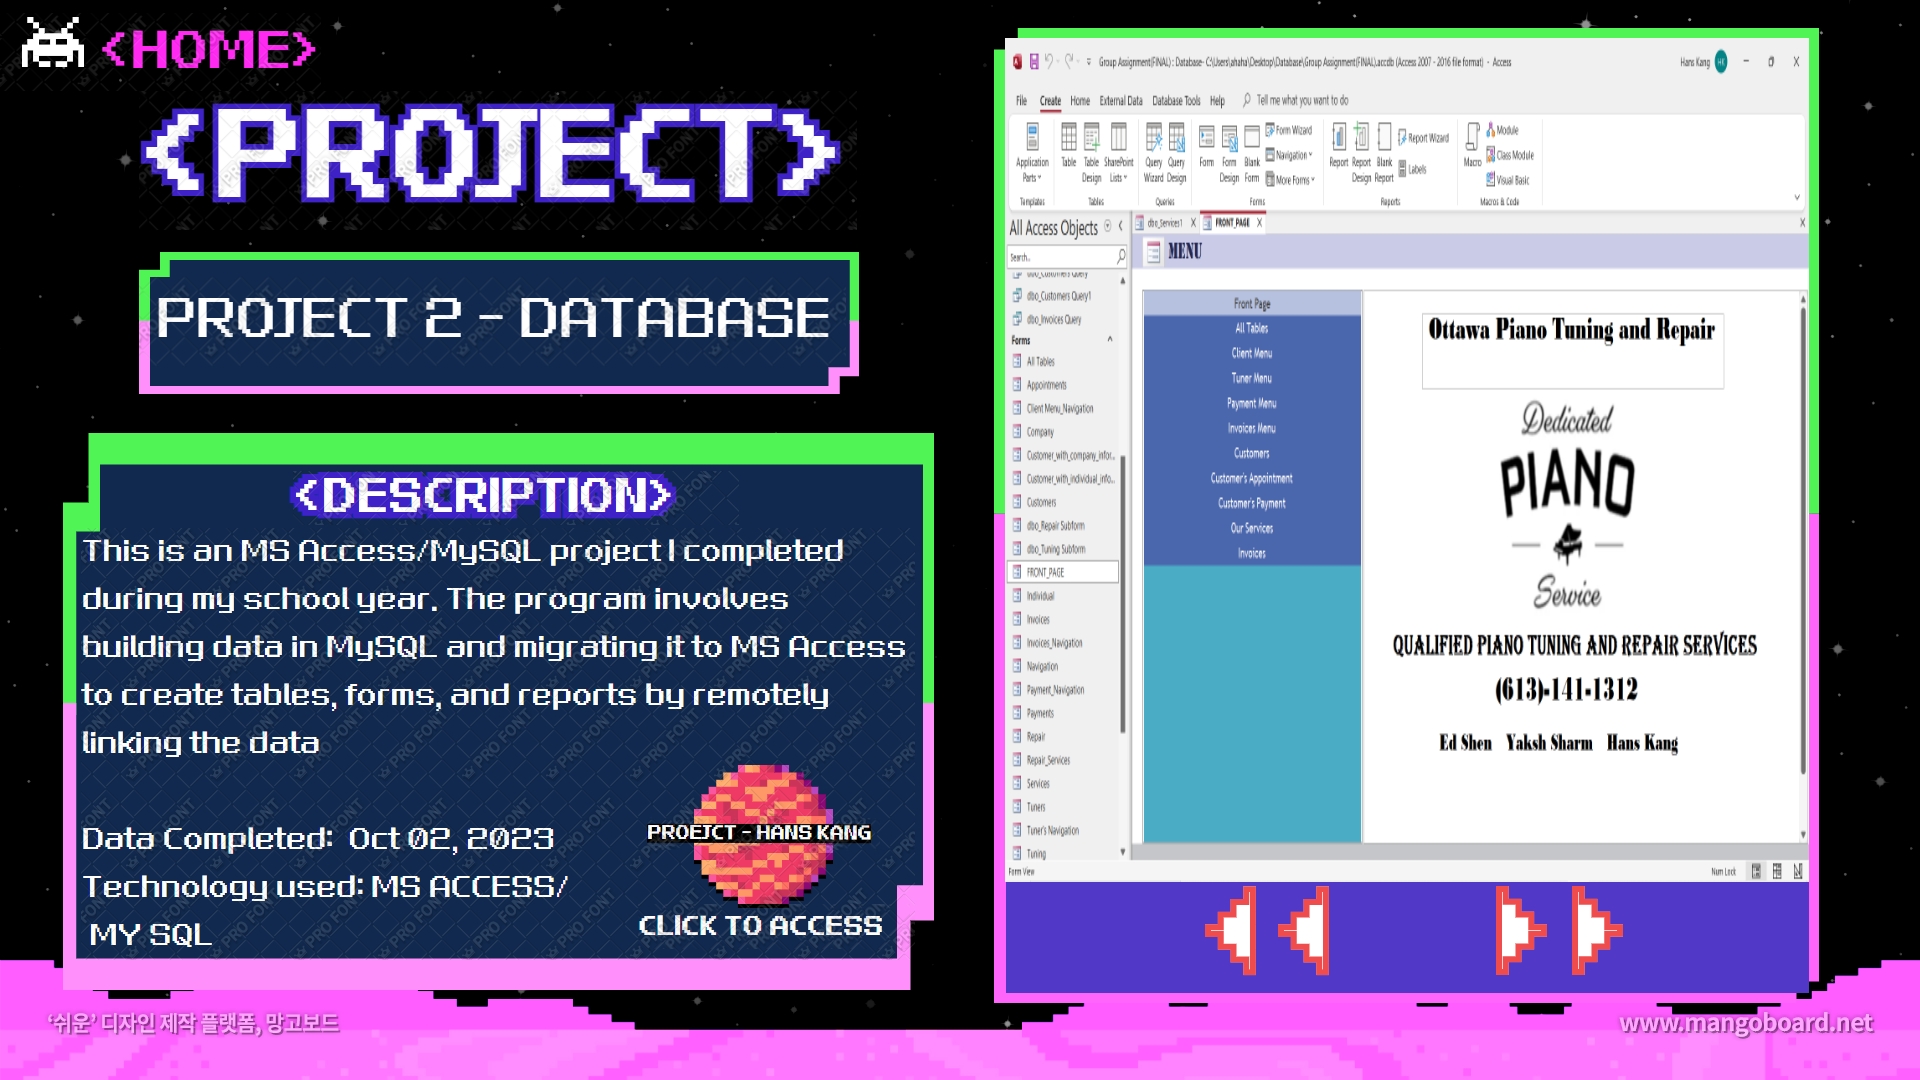 <HOME>
<PROJECT>
PROJECT 2 - DATABASE
<DESCRIPTION>
This is an MS Access/MySQL project I completed
during my school year. The program involves
building data in MySQL and migrating it to MS Access
to create tables, forms, and reports by remotely
linking the data
Data Completed: Oct 02, 2023
Technology used: MS ACCESS/
MY SQL
PROEJCT - HANS KANG
CLICK TO ACCESS
Group Assignment(FINAL) : Database- C:\Users\ahaha\Desktop\Database\Group Assignment(FINAL).accdb (Access 2007 - 2016 file format) - Access
Hans Kang
HK
File Create Home External Data Database Tools Help Tell me what you want to do
Application Parts
Table
Table Design
SharePoint Lists
Query Wizard
Query Design
Form
Form Design
Blank Form
Form Wizard
Navigation
More Forms
Report
Report Design
Blank Report
Report Wizard
Labels
Macro
Module
Class Module
Visual Basic
Templates Tables Queries Forms Reports Macros & Code
All Access Objects
Search..
dbo_Customers Query
dbo_Customers Query1
dbo_Invoices Query
Forms
All Tables
Appointments
Client Menu_Navigation
Company
Customer_with_company_infor...
Customer_with_individual_info...
Customers
dbo_Repair Subform
dbo_Tuning Subform
FRONT_PAGE
Individual
Invoices
Invoices_Navigation
Navigation
Payment_Navigation
Payments
Repair
Repair_Services
Services
Tuners
Tuner's Navigation
Tuning
Form View
dbo_Services1 FRONT_PAGE
MENU
Front Page
All Tables
Client Menu
Tuner Menu
Payment Menu
Invoices Menu
Customers
Customer's Appointment
Customer's Payment
Our Services
Invoices
Ottawa Piano Tuning and Repair
Dedicated
PIANO
Service
QUALIFIED PIANO TUNING AND REPAIR SERVICES
(613)-141-1312
Ed Shen Yaksh Sharm Hans Kang
Num Lock
‘쉬운’ 디자인 제작 플랫폼, 망고보드
www.mangoboard.net